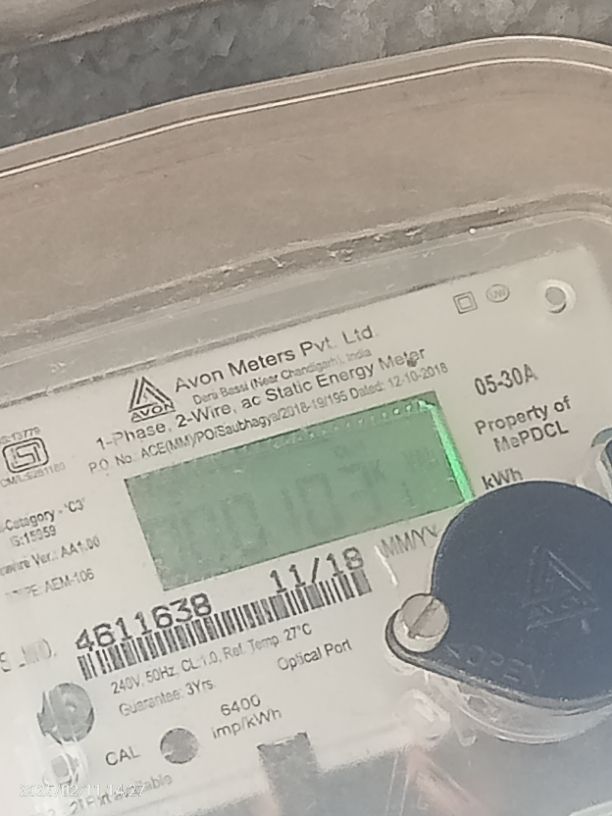 Avon Meters Pvt. Ltd.
Dera Bassi (Near Chandigarh), India
1-Phase, 2-Wire, ac Static Energy Meter
P.O. No.: ACE(MM)/PO/Saubhagya/2018-19/195 Dated: 12-10-2018
AVON
UW
05-30A
Property of
MePDCL
kWh
MM/YY
Category - 'C3'
IS:15959
Ver.: AA1.00
AEM-106
4611638
11/18
240V, 50Hz, CL:1.0, Ref. Temp. 27°C
Guarantee: 3Yrs.
Optical Port
6400
imp/kWh
CAL
OPEN